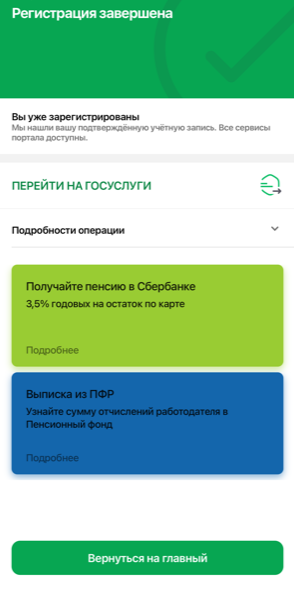 Регистрация завершена
Вы уже зарегистрированы
Мы нашли вашу подтверждённую учётную запись. Все сервисы
портала доступны.
ПЕРЕЙТИ НА ГОСУСЛУГИ
Подробности операции
Получайте пенсию в Сбербанке
3,5% годовых на остаток по карте
Подробнее
Выписка из ПФР
Узнайте сумму отчислений работодателя в
Пенсионный фонд
Подробнее
Вернуться на главный